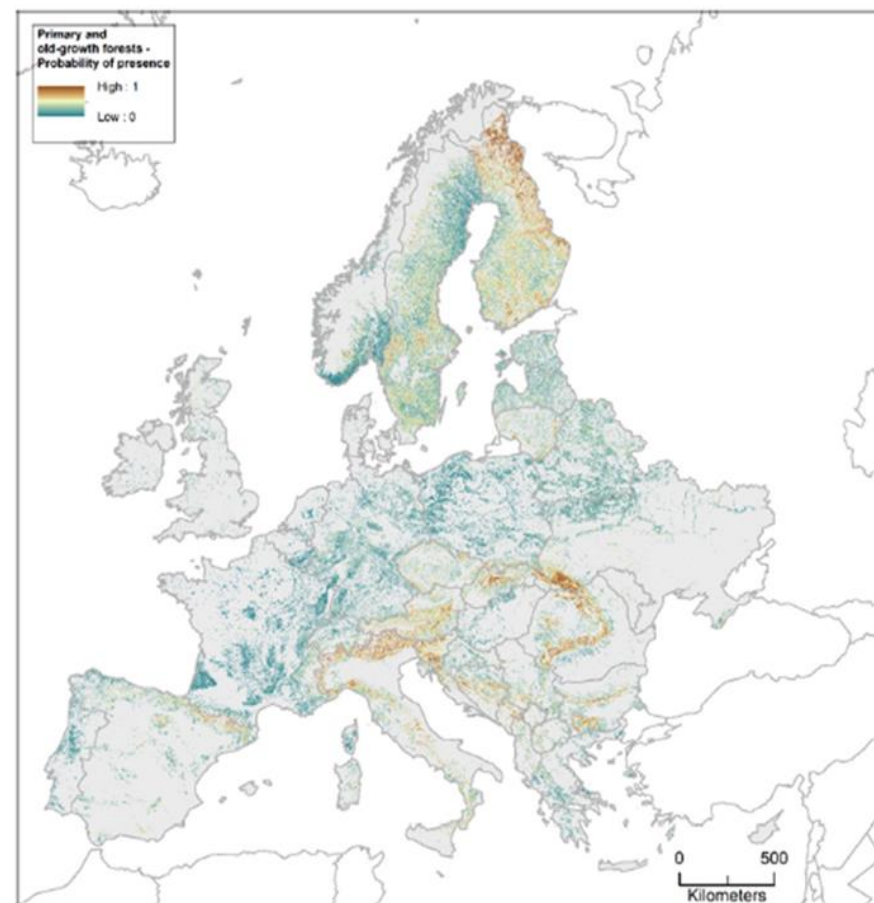 Primary and
old-growth forests -
Probability of presence
High : 1
Low : 0
0 500
Kilometers